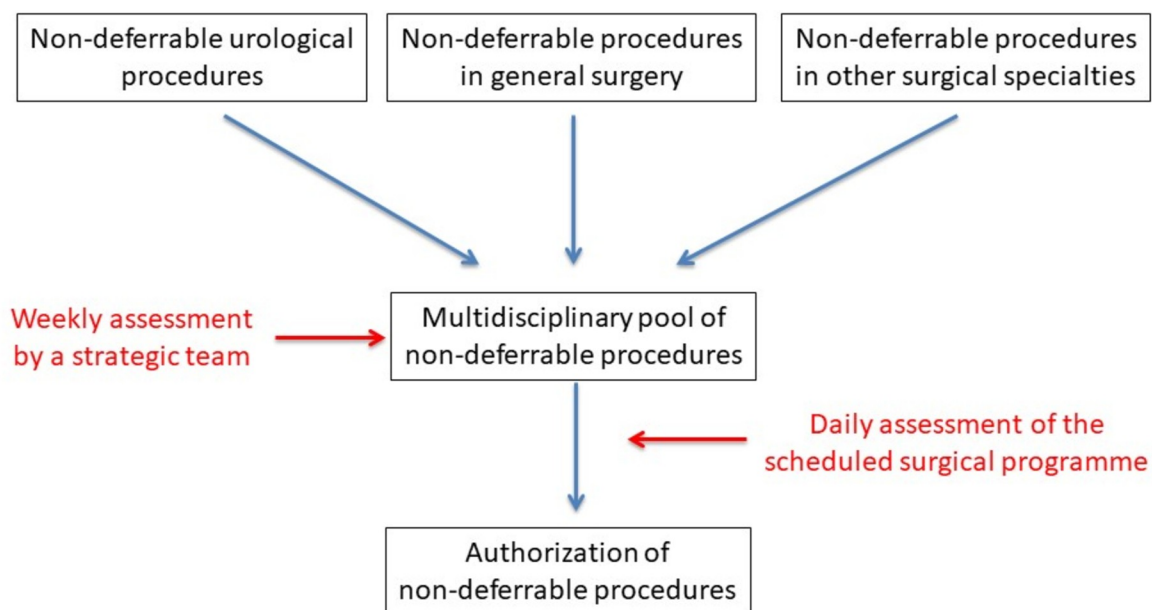 Non-deferrable urological
procedures
Non-deferrable procedures
in general surgery
Non-deferrable procedures
in other surgical specialties
Weekly assessment
by a strategic team
Multidisciplinary pool of
non-deferrable procedures
Daily assessment of the
scheduled surgical programme
Authorization of
non-deferrable procedures